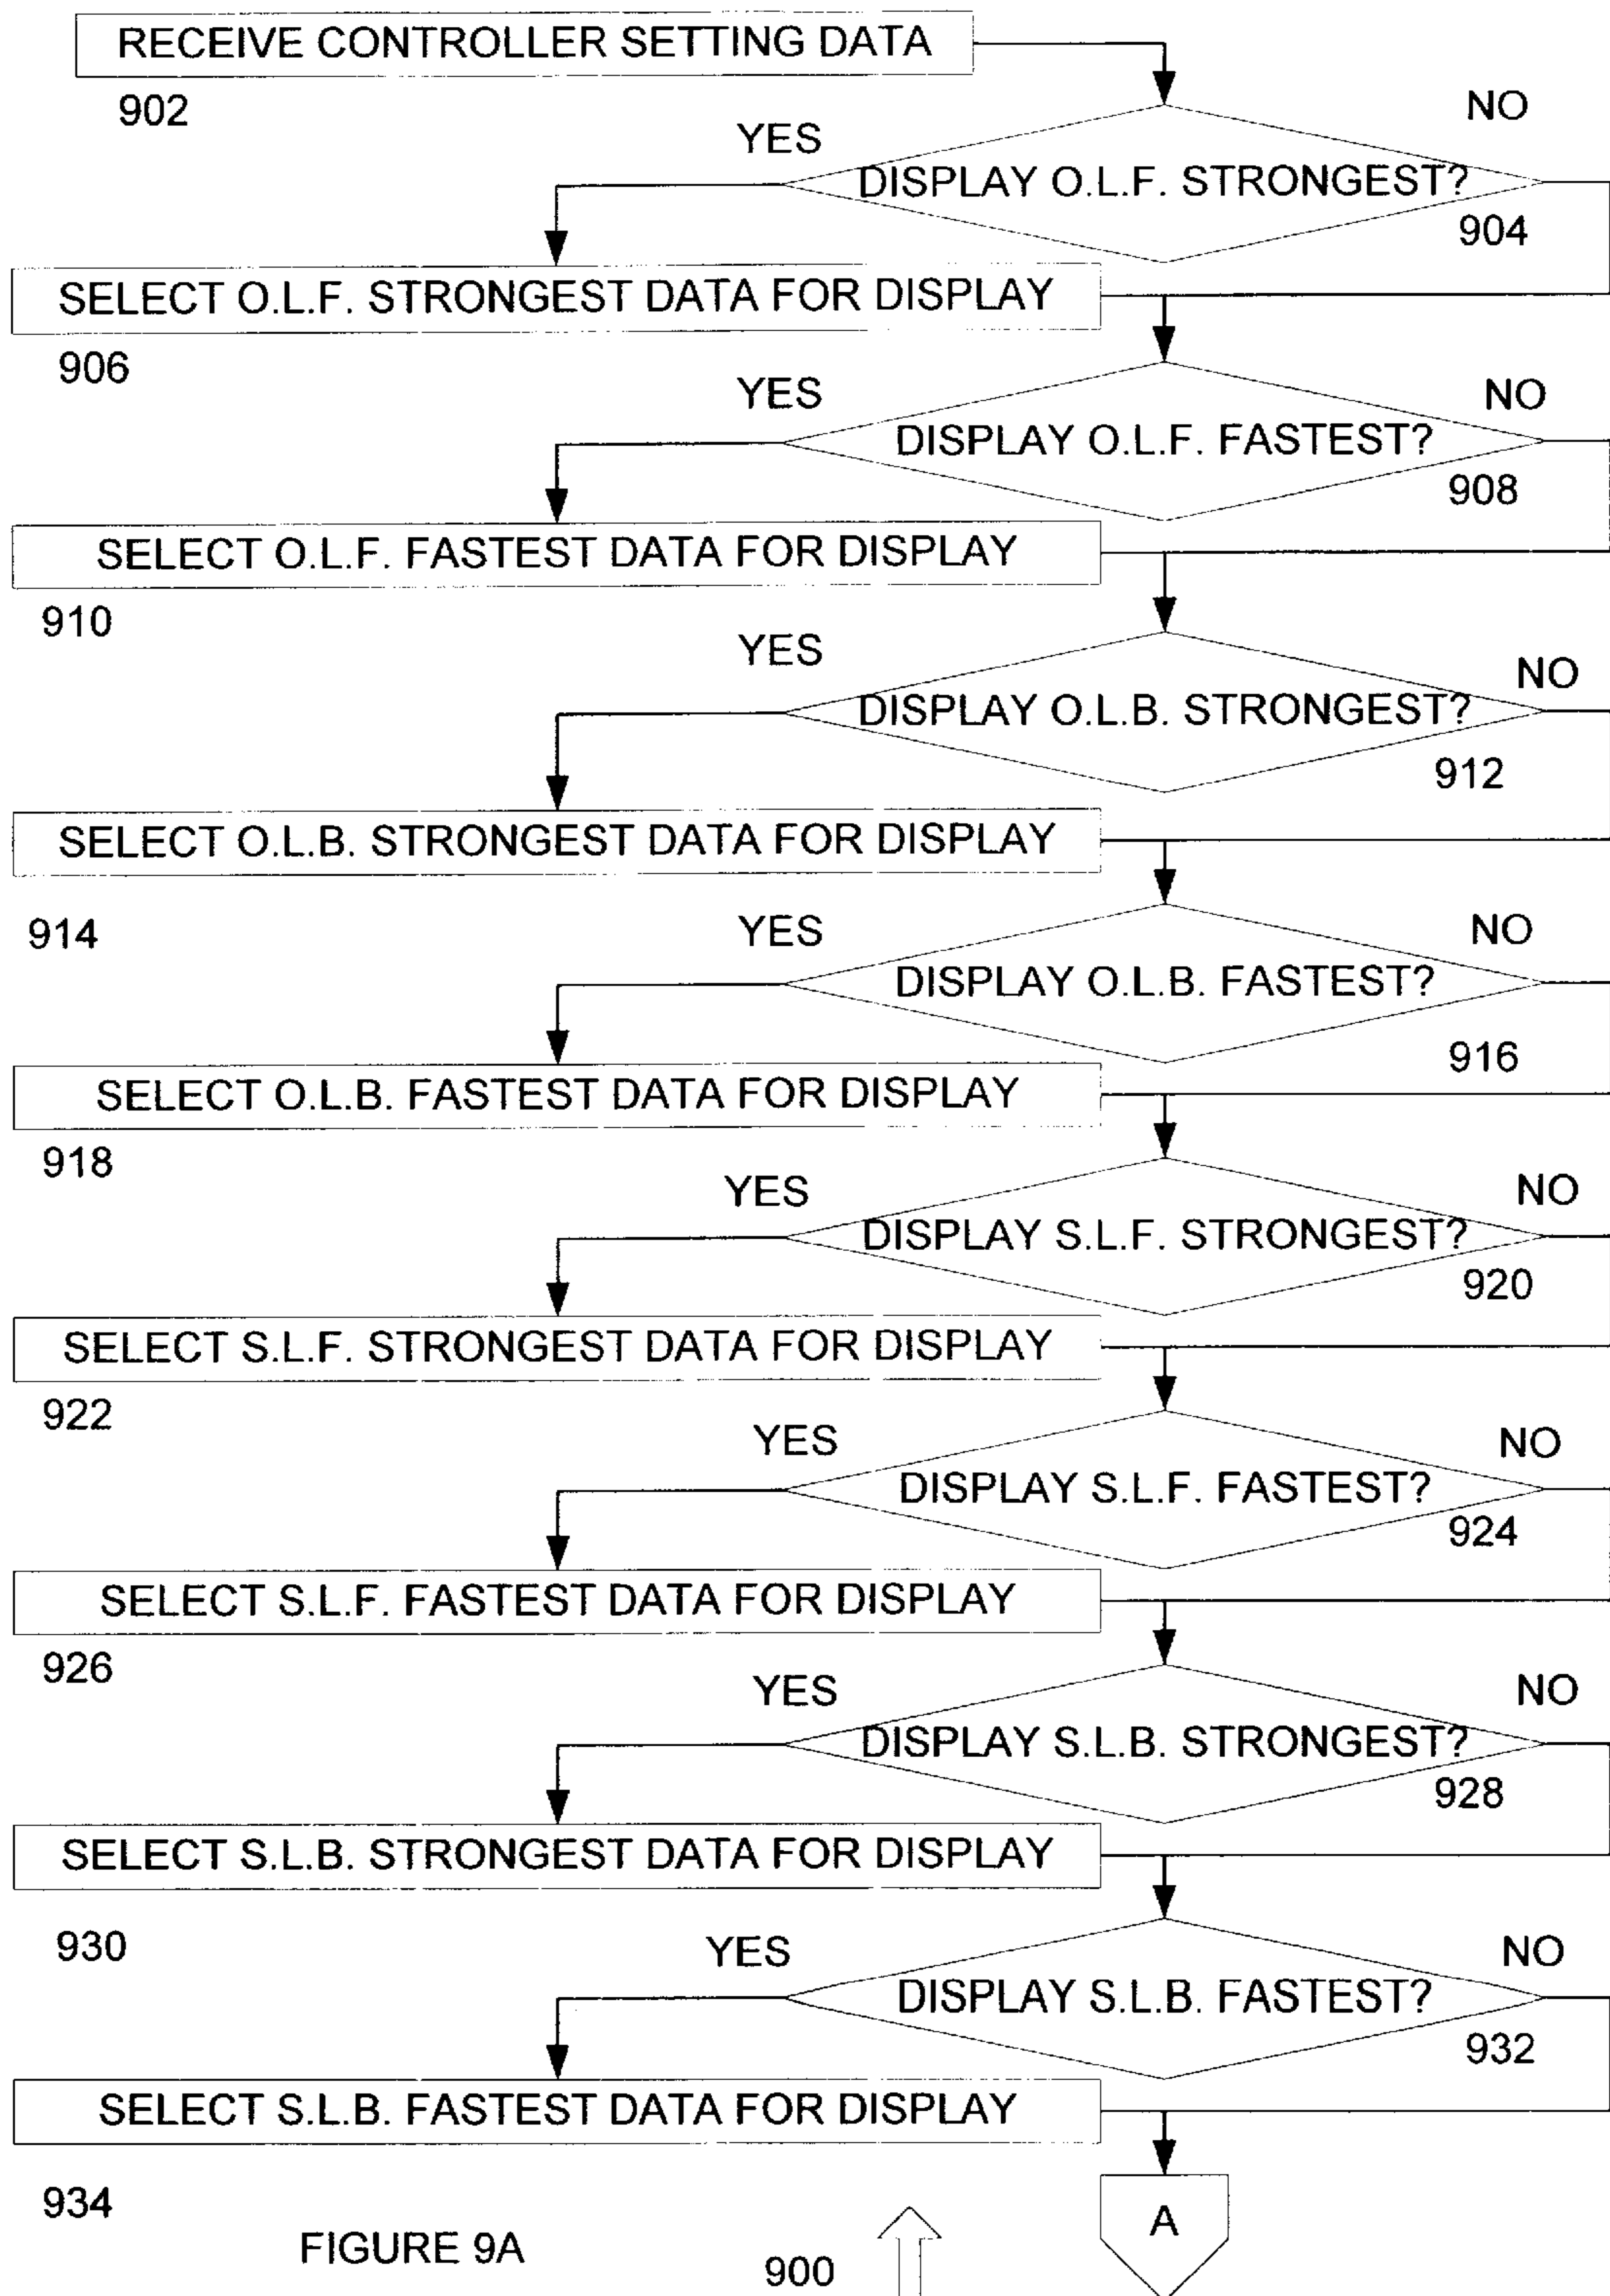 RECEIVE CONTROLLER SETTING DATA
902
NO
YES
DISPLAY O.L.F. STRONGEST?
904
SELECT O.L.F. STRONGEST DATA FOR DISPLAY
906
YES
NO
DISPLAY O.L.F. FASTEST?
908
SELECT O.L.F. FASTEST DATA FOR DISPLAY
910
YES
NO
DISPLAY O.L.B. STRONGEST?
912
SELECT O.L.B. STRONGEST DATA FOR DISPLAY
914
YES
NO
DISPLAY O.L.B. FASTEST?
916
SELECT O.L.B. FASTEST DATA FOR DISPLAY
918
YES
NO
DISPLAY S.L.F. STRONGEST?
920
SELECT S.L.F. STRONGEST DATA FOR DISPLAY
922
YES
NO
DISPLAY S.L.F. FASTEST?
924
SELECT S.L.F. FASTEST DATA FOR DISPLAY
926
YES
NO
DISPLAY S.L.B. STRONGEST?
928
SELECT S.L.B. STRONGEST DATA FOR DISPLAY
930
YES
NO
DISPLAY S.L.B. FASTEST?
932
SELECT S.L.B. FASTEST DATA FOR DISPLAY
934
A
FIGURE 9A
900